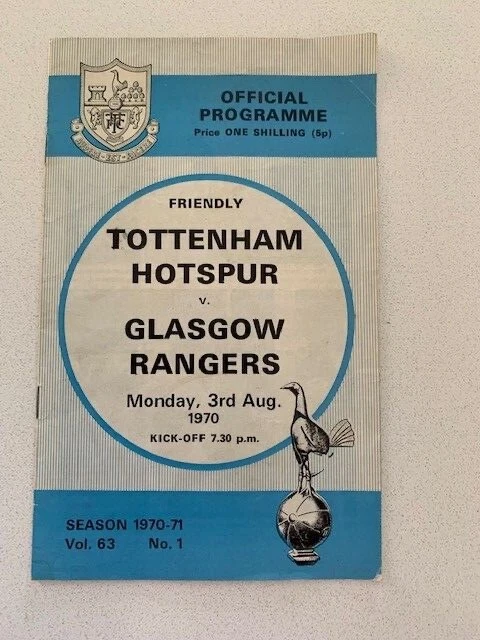 OFFICIAL
PROGRAMME
Price ONE SHILLING (5p)
FRIENDLY
TOTTENHAM
HOTSPUR
v.
GLASGOW
RANGERS
Monday, 3rd Aug.
1970
KICK-OFF 7.30 p.m.
SEASON 1970-71
Vol. 63 No. 1